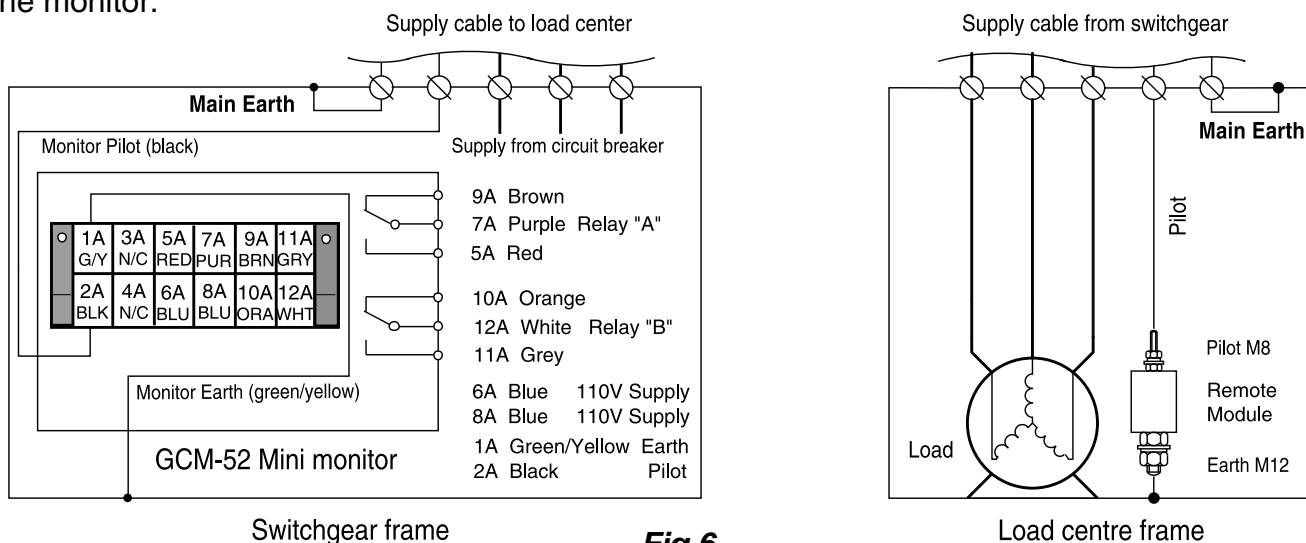 monitor.
Supply cable to load center
Main Earth
Monitor Pilot (black)
Supply from circuit breaker
1A 3A 5A 7A 9A 11A
G/Y N/C RED PUR BRN GRY
2A 4A 6A 8A 10A 12A
BLK N/C BLU BLU ORA WHT
9A Brown
7A Purple Relay "A"
5A Red
10A Orange
12A White Relay "B"
11A Grey
Monitor Earth (green/yellow)
6A Blue 110V Supply
8A Blue 110V Supply
1A Green/Yellow Earth
2A Black Pilot
GCM-52 Mini monitor
Switchgear frame
Fig 6
Supply cable from switchgear
Main Earth
Pilot
Pilot M8
Remote
Module
Load
Earth M12
Load centre frame